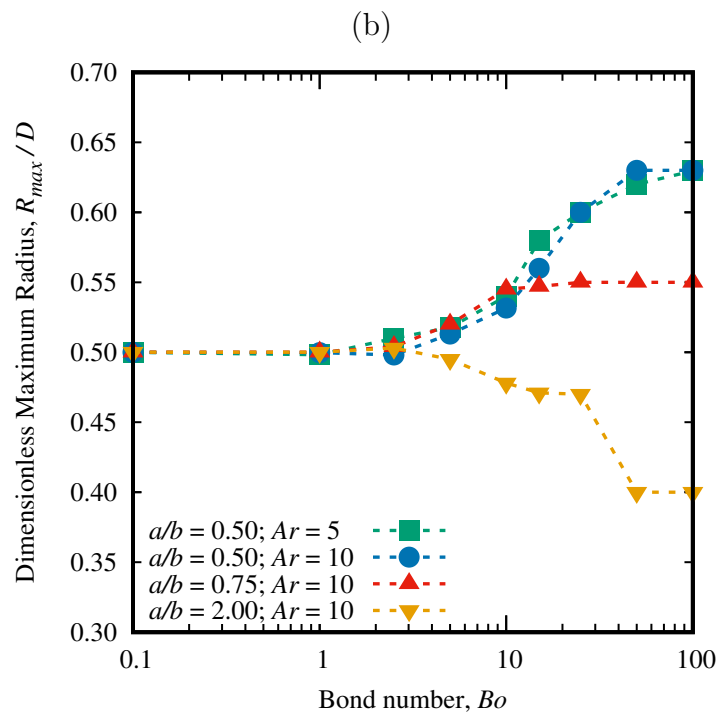 (b)
Dimensionless Maximum Radius, R_max / D
0.70
0.65
0.60
0.55
0.50
0.45
0.40
0.35
0.30
a/b = 0.50; Ar = 5
a/b = 0.50; Ar = 10
a/b = 0.75; Ar = 10
a/b = 2.00; Ar = 10
0.1 1 10 100
Bond number, Bo